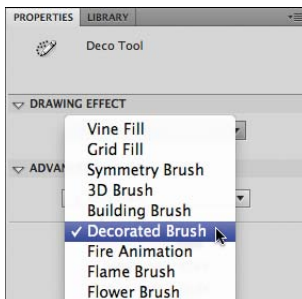 PROPERTIES LIBRARY
Deco Tool
DRAWING EFFECT
Vine Fill
Grid Fill
ADVAN
Symmetry Brush
3D Brush
Building Brush
✓ Decorated Brush
Fire Animation
Flame Brush
Flower Brush